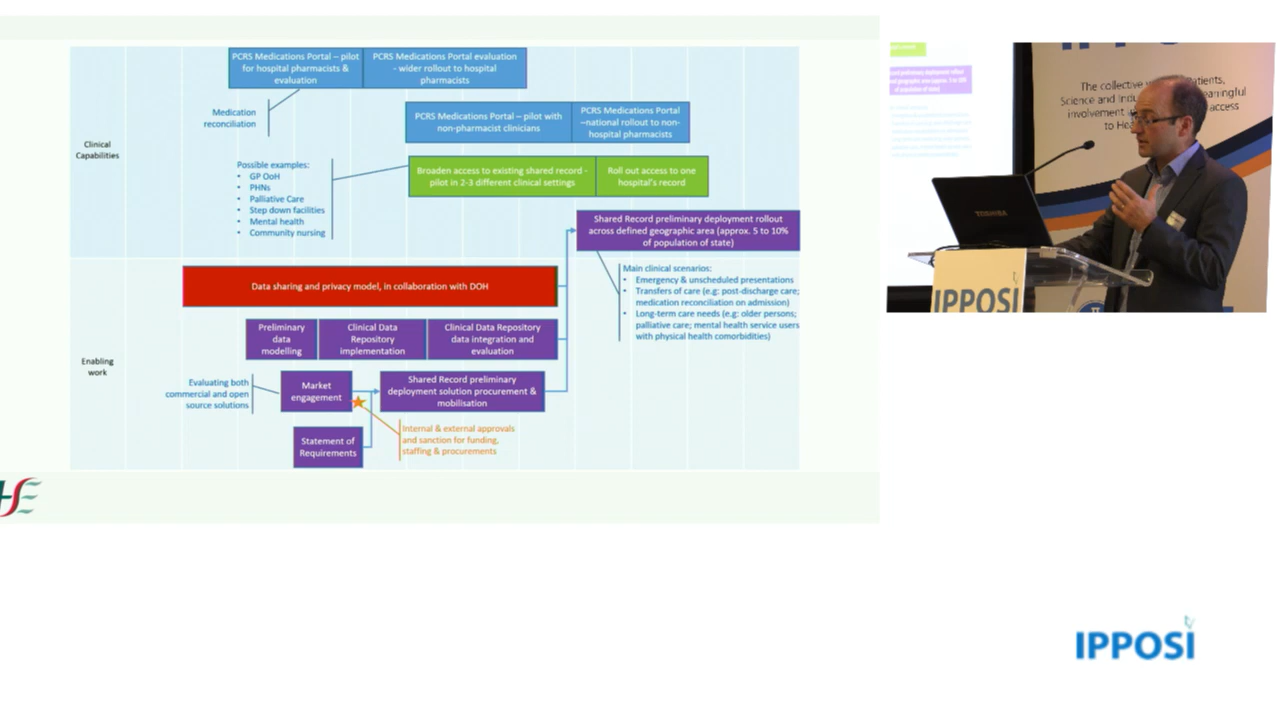 PCRS Medications Portal – pilot
for hospital pharmacists &
evaluation
PCRS Medications Portal evaluation
- wider rollout to hospital
pharmacists
Medication
reconciliation
PCRS Medications Portal – pilot with
non-pharmacist clinicians
PCRS Medications Portal
–national rollout to non-
hospital pharmacists
Clinical
Capabilities
Possible examples:
• GP OoH
• PHNs
• Palliative Care
• Step down facilities
• Mental health
• Community nursing
Broaden access to existing shared record -
pilot in 2-3 different clinical settings
Roll out access to one
hospital's record
Shared Record preliminary deployment rollout
across defined geographic area (approx. 5 to 10%
of population of state)
Main clinical scenarios:
• Emergency & unscheduled presentations
• Transfers of care (e.g: post-discharge care;
medication reconciliation on admission)
• Long-term care needs (e.g: older persons;
palliative care; mental health service users
with physical health comorbidities)
Data sharing and privacy model, in collaboration with DOH
Preliminary
data
modelling
Clinical Data
Repository
implementation
Clinical Data Repository
data integration and
evaluation
Enabling
work
Evaluating both
commercial and open
source solutions
Market
engagement
Shared Record preliminary
deployment solution procurement &
mobilisation
Internal & external approvals
and sanction for funding,
staffing & procurements
Statement of
Requirements
HSE
The collective
Science and
involvement
to
atients,
eaningful
access
TOSHIBA
IPPOSI
IPPOSI